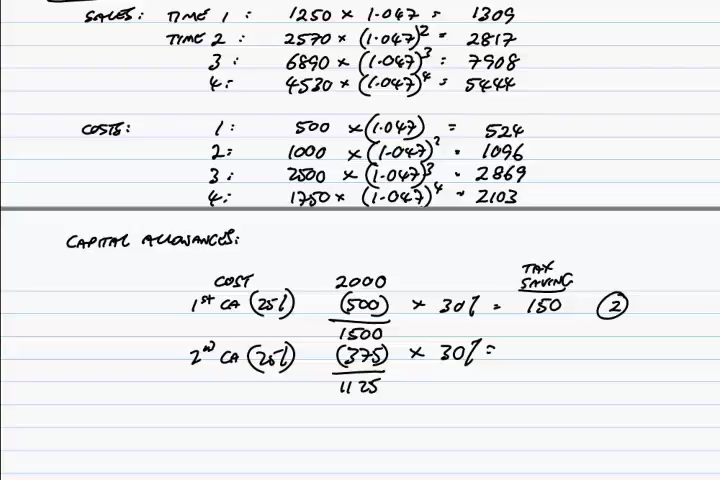 SALES: TIME 1: 1250 × 1.047 = 1309
TIME 2: 2570 × (1.047)² = 2817
3: 6890 × (1.047)³ = 7908
4: 4530 × (1.047)⁴ = 5444
COSTS: 1: 500 × (1.047) = 524
2: 1000 × (1.047)² = 1096
3: 2500 × (1.047)³ = 2869
4: 1750 × (1.047)⁴ = 2103
CAPITAL ALLOWANCES:
TAX
COST 2000 SAVING
1ST CA (25%) (500) × 30% = 150 ②
1500
2ND CA (25%) (375) × 30% =
1125